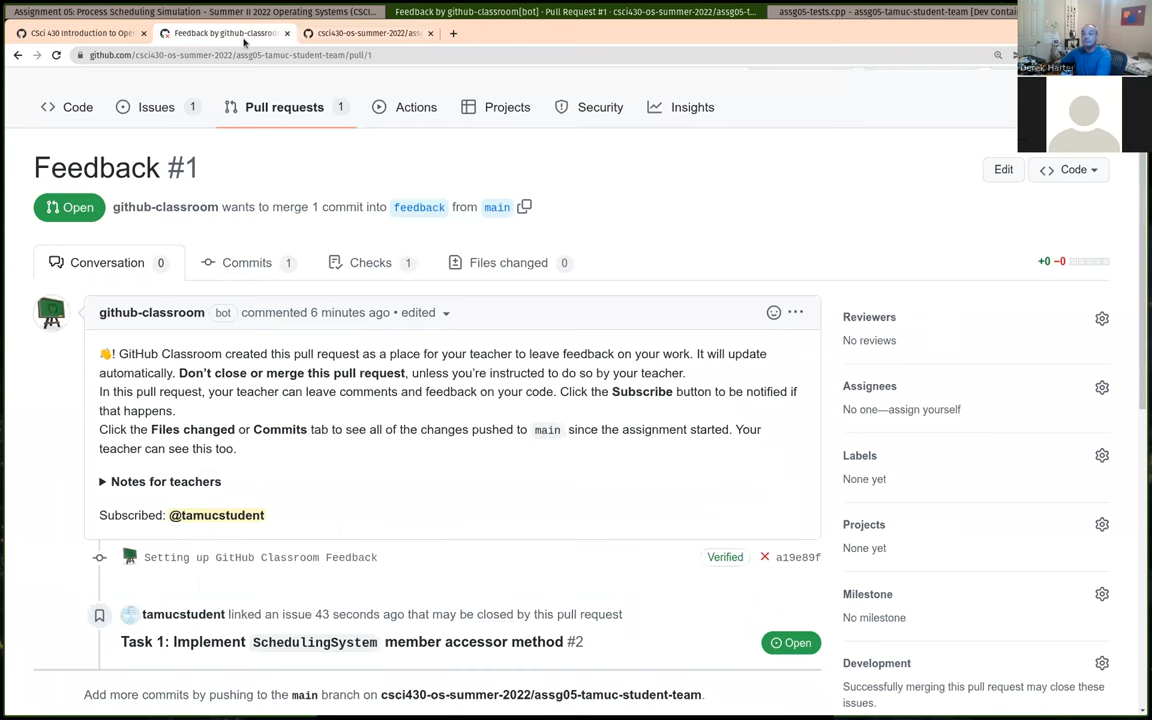 Assignment 05: Process Scheduling Simulation - Summer II 2022 Operating Systems (CSCI...
Feedback by github-classroom[bot] · Pull Request #1 · csci430-os-summer-2022/assg05-t...
assg05-tests.cpp - assg05-tamuc-student-team [Dev Contain
CSci 430 Introduction to Ope
Feedback by github-classroo
csci430-os-summer-2022/ass
github.com/csci430-os-summer-2022/assg05-tamuc-student-team/pull/1
Derek Harter
Code
Issues 1
Pull requests 1
Actions
Projects
Security
Insights
Feedback #1
Edit
Code
Open
github-classroom wants to merge 1 commit into feedback from main
Conversation 0
Commits 1
Checks 1
Files changed 0
+0 −0
github-classroom bot commented 6 minutes ago • edited
👋! GitHub Classroom created this pull request as a place for your teacher to leave feedback on your work. It will update
automatically. Don’t close or merge this pull request, unless you’re instructed to do so by your teacher.
In this pull request, your teacher can leave comments and feedback on your code. Click the Subscribe button to be notified if
that happens.
Click the Files changed or Commits tab to see all of the changes pushed to main since the assignment started. Your
teacher can see this too.
Notes for teachers
Subscribed: @tamucstudent
Setting up GitHub Classroom Feedback
Verified
a19e89f
tamucstudent linked an issue 43 seconds ago that may be closed by this pull request
Task 1: Implement SchedulingSystem member accessor method #2
Open
Add more commits by pushing to the main branch on csci430-os-summer-2022/assg05-tamuc-student-team.
Reviewers
No reviews
Assignees
No one—assign yourself
Labels
None yet
Projects
None yet
Milestone
No milestone
Development
Successfully merging this pull request may close these
issues.